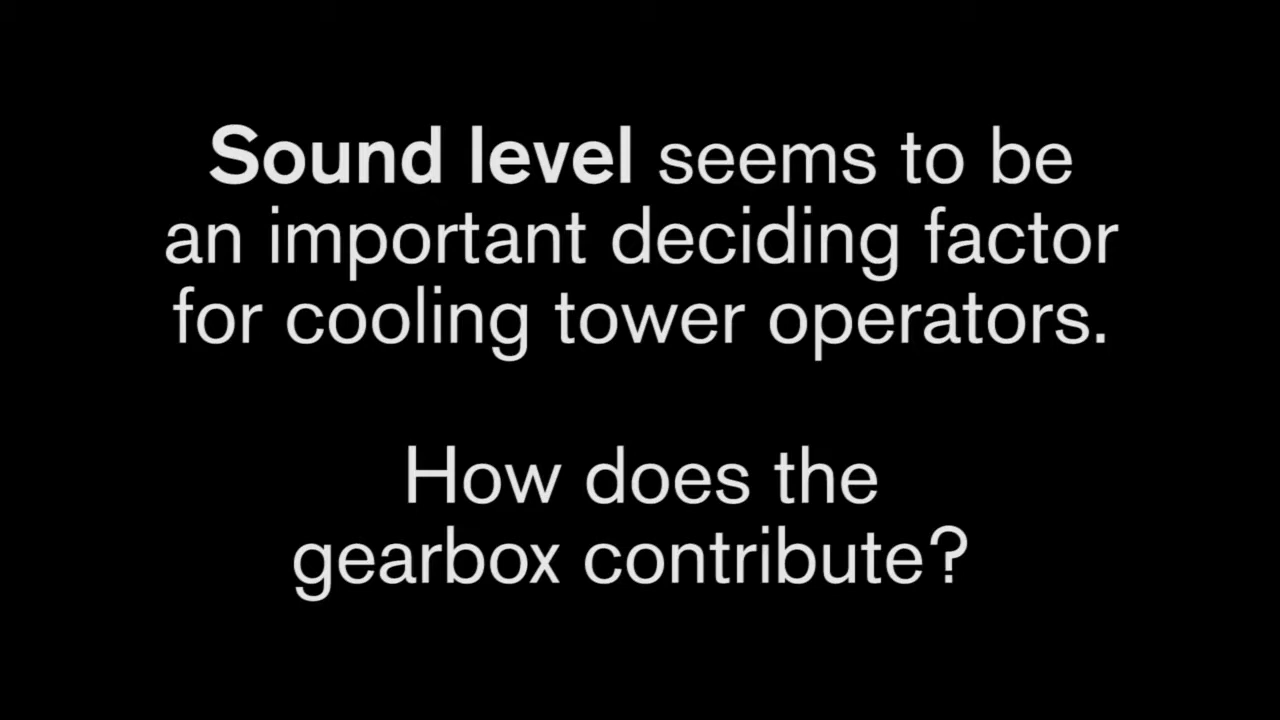 Sound level seems to be
an important deciding factor
for cooling tower operators.
How does the
gearbox contribute?